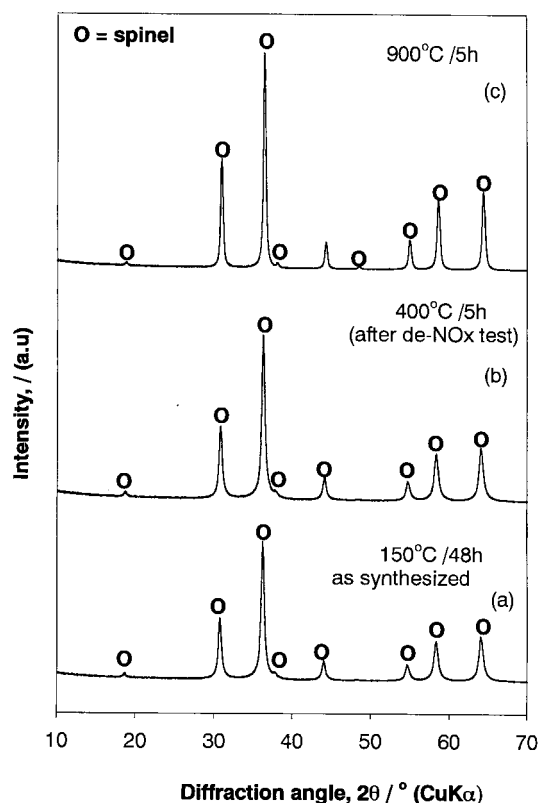 O = spinel
900°C /5h
(c)
O
O
O
O
O
O
O
O
400°C /5h
(after de-NOx test)
(b)
O
O
O
O
O
O
O
O
150°C /48h
as synthesized
(a)
O
O
O
O
O
O
O
O
Intensity, / (a.u)
10 20 30 40 50 60 70
Diffraction angle, 2θ / ° (CuKα)